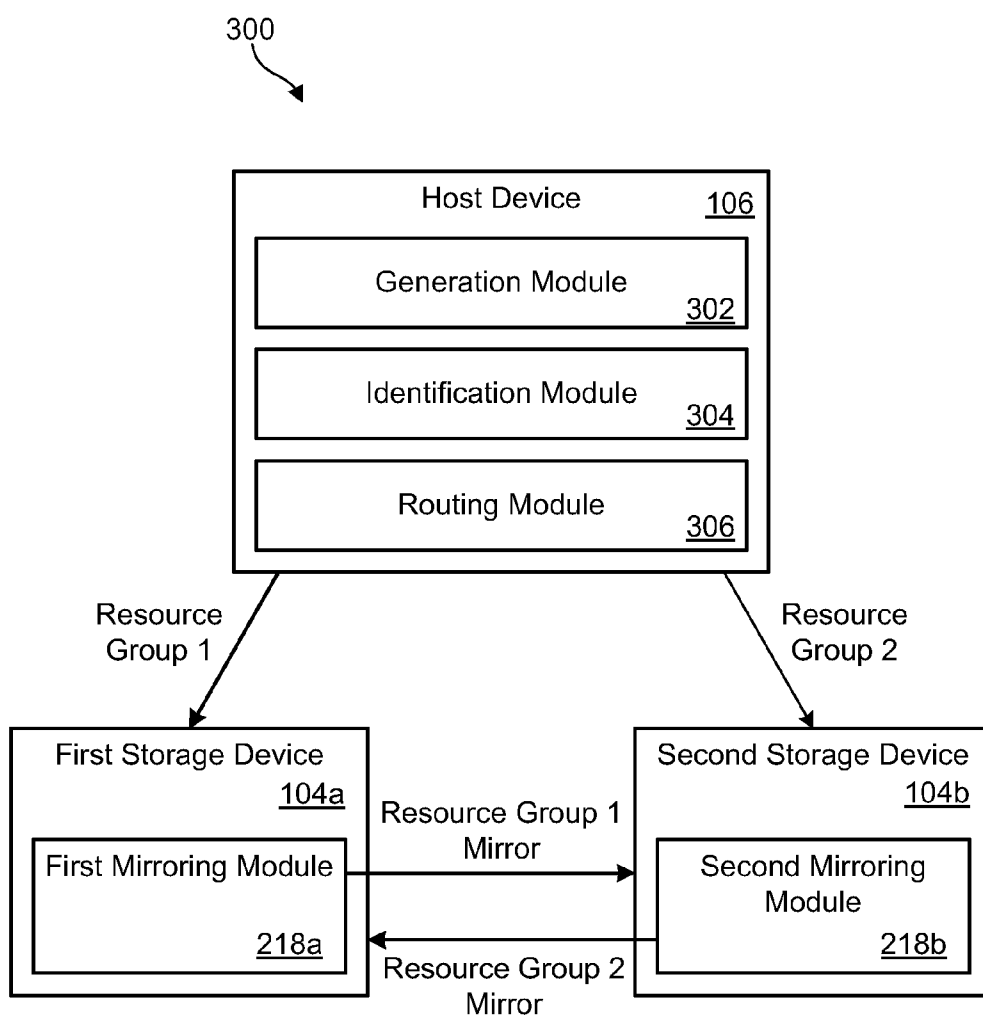 300
Host Device
106
Generation Module
302
Identification Module
304
Routing Module
306
Resource
Group 1
Resource
Group 2
First Storage Device
104a
First Mirroring Module
218a
Resource Group 1
Mirror
Resource Group 2
Mirror
Second Storage Device
104b
Second Mirroring
Module
218b